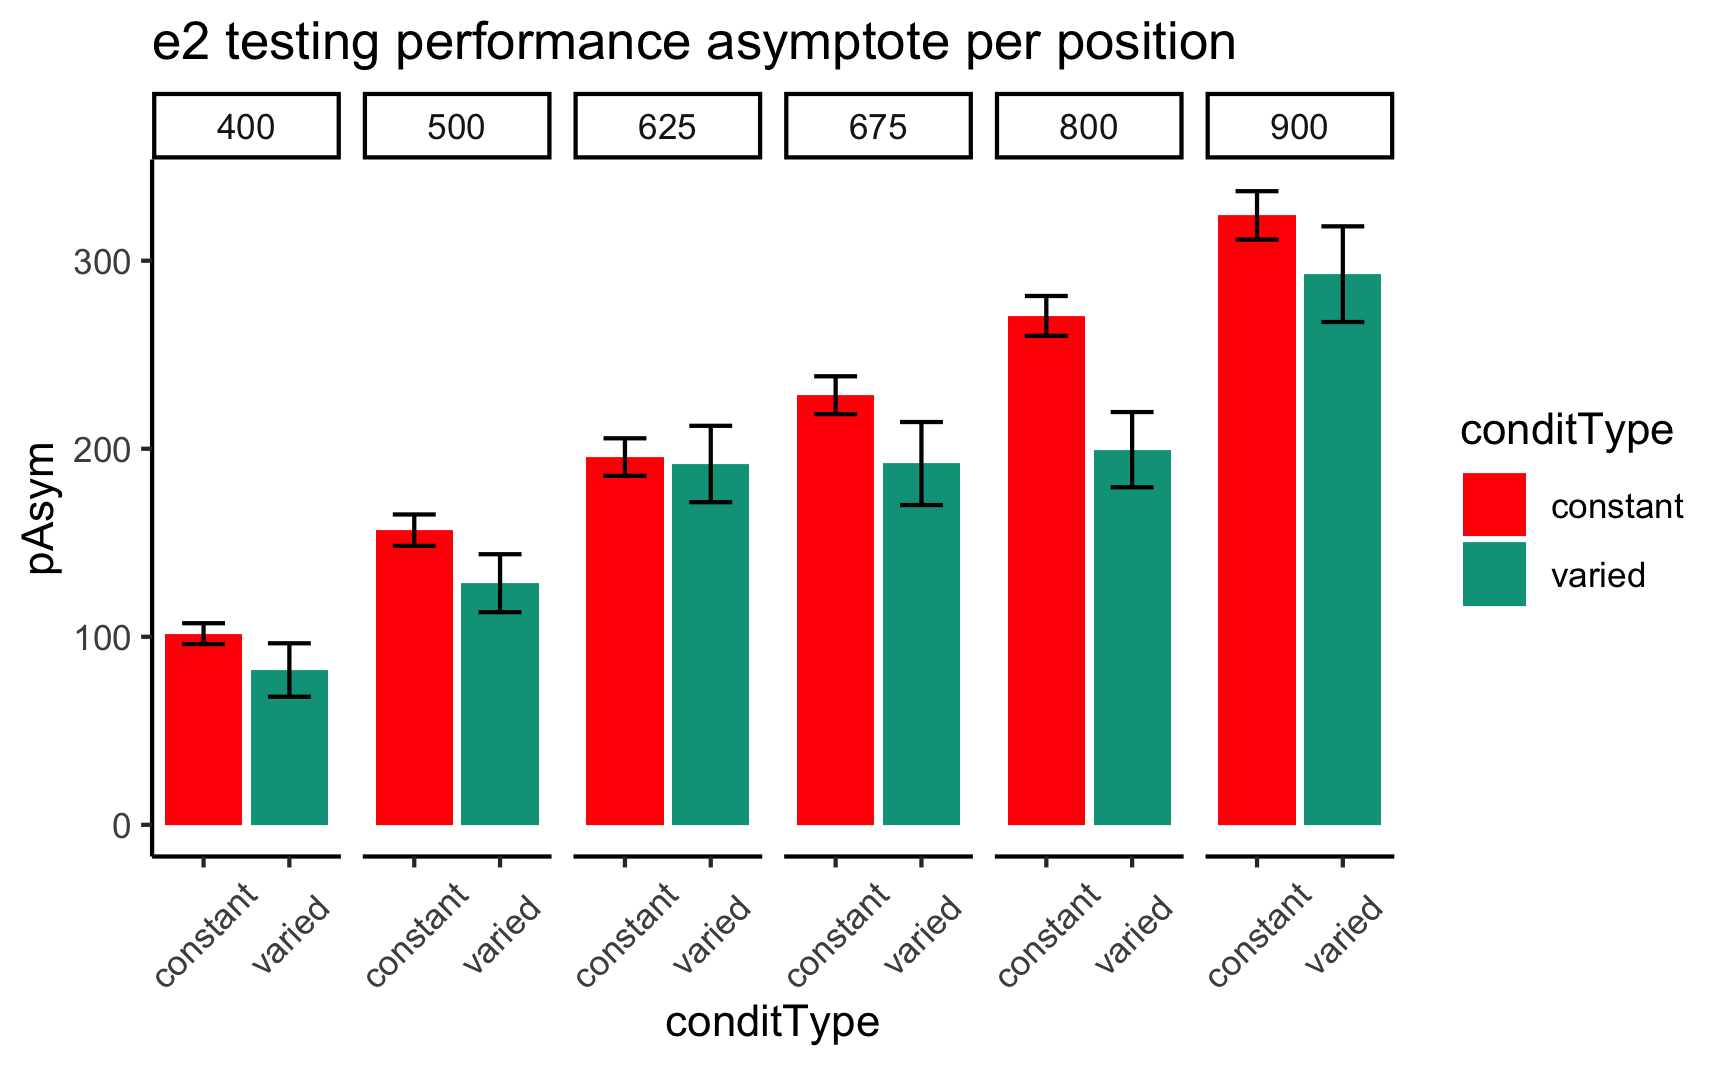 e2 testing performance asymptote per position
400 500 625 675 800 900
pAsym
300
200
100
0
constant varied constant varied constant varied constant varied constant varied constant varied
conditType
conditType
constant
varied